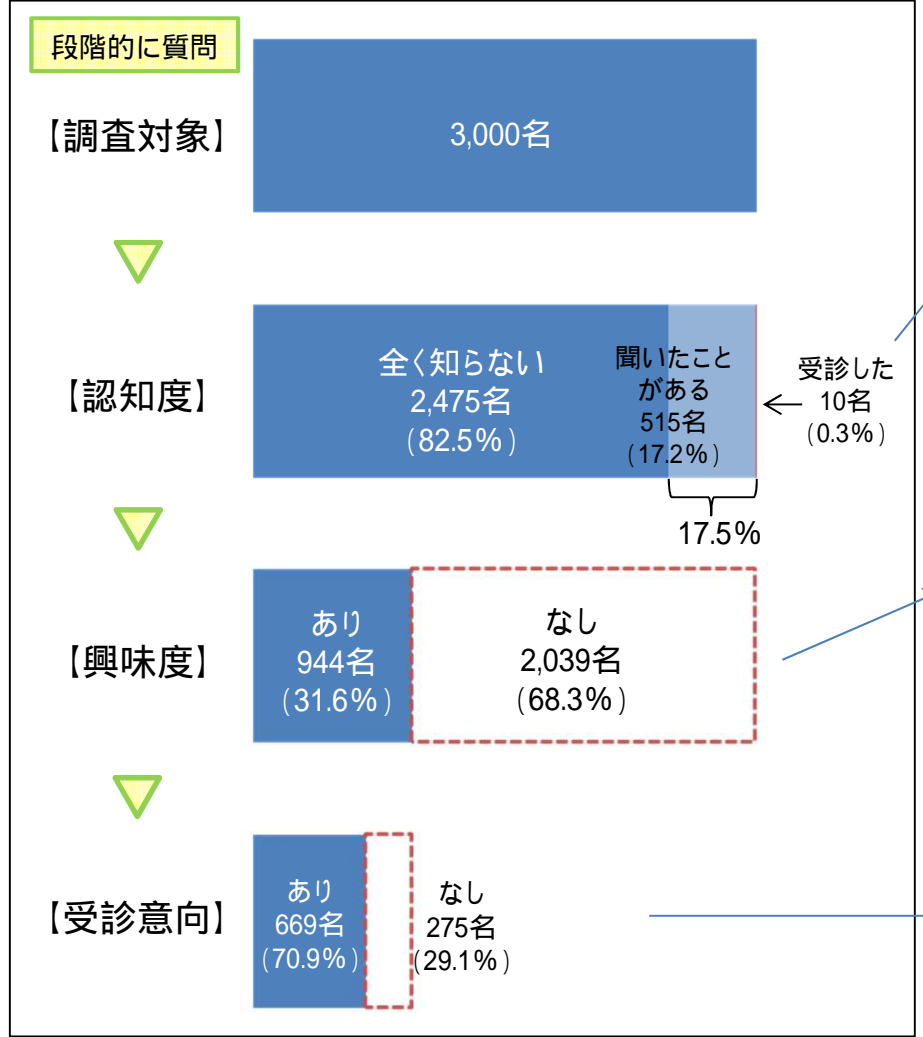 段階的に質問
【調査対象】
3,000名
【認知度】
全く知らない
2,475名
(82.5%)
聞いたこと
がある
515名
(17.2%)
受診した
10名
(0.3%)
17.5%
【興味度】
あり
944名
(31.6%)
なし
2,039名
(68.3%)
【受診意向】
あり
669名
(70.9%)
なし
275名
(29.1%)